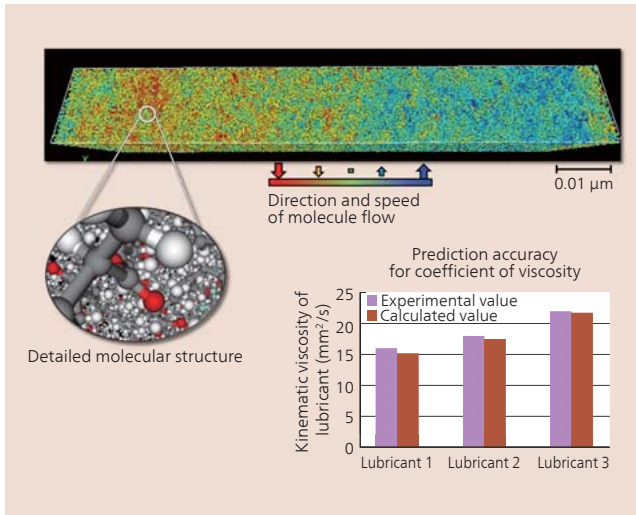 0.01 μm
Direction and speed
of molecule flow
Detailed molecular structure
Prediction accuracy
for coefficient of viscosity
Kinematic viscosity of
lubricant (mm²/s)
25
20
15
10
5
0
Experimental value
Calculated value
Lubricant 1 Lubricant 2 Lubricant 3